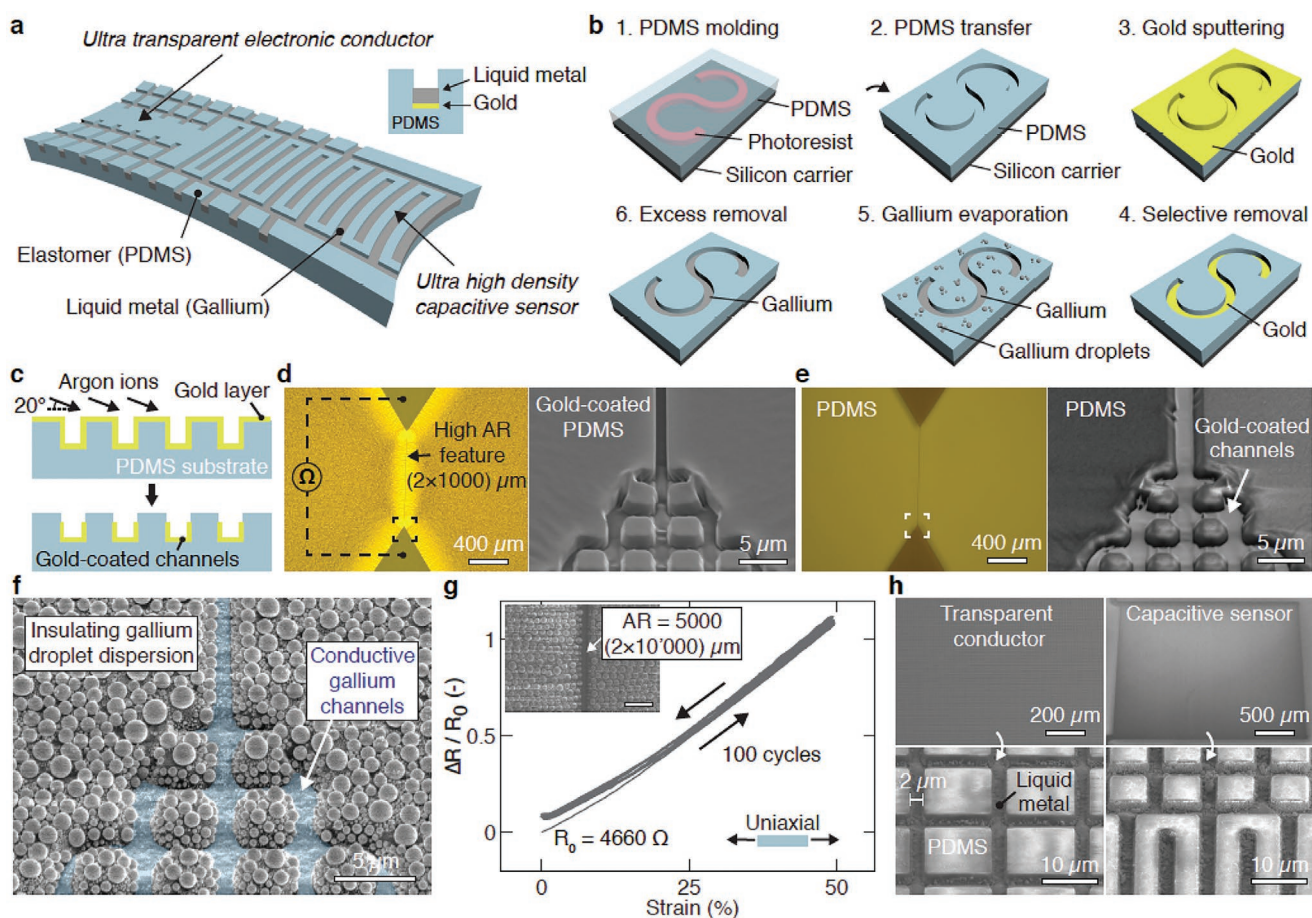 a
Ultra transparent electronic conductor
Liquid metal
Gold
PDMS
Elastomer (PDMS)
Liquid metal (Gallium)
Ultra high density
capacitive sensor
b
1. PDMS molding
PDMS
Photoresist
Silicon carrier
2. PDMS transfer
PDMS
Silicon carrier
3. Gold sputtering
Gold
6. Excess removal
Gallium
5. Gallium evaporation
Gallium
Gallium droplets
4. Selective removal
Gold
c
Argon ions
Gold layer
20°
PDMS substrate
Gold-coated channels
d
Ω
High AR
feature
(2×1000) µm
400 µm
Gold-coated
PDMS
5 µm
e
PDMS
400 µm
PDMS
Gold-coated
channels
5 µm
f
Insulating gallium
droplet dispersion
Conductive
gallium
channels
5 µm
g
AR = 5000
(2×10’000) µm
ΔR / R0 (-)
1
0.5
0
100 cycles
R0 = 4660 Ω
Uniaxial
0
25
50
Strain (%)
h
Transparent
conductor
200 µm
Capacitive sensor
500 µm
2 µm
Liquid
metal
PDMS
10 µm
10 µm